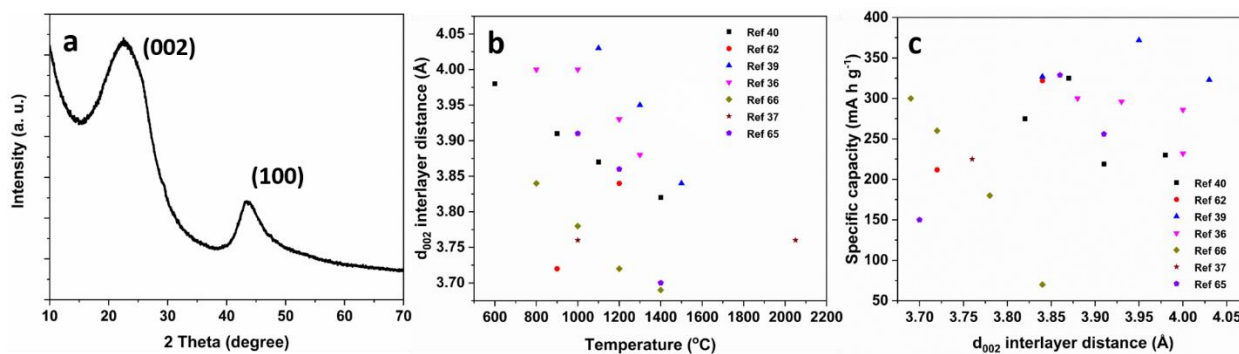 a
(002)
(100)
Intensity (a. u.)
10 20 30 40 50 60 70
2 Theta (degree)
b
d002 interlayer distance (Å)
4.05
4.00
3.95
3.90
3.85
3.80
3.75
3.70
Ref 40
Ref 62
Ref 39
Ref 36
Ref 66
Ref 37
Ref 65
600 800 1000 1200 1400 1600 1800 2000 2200
Temperature (oC)
c
Specific capacity (mA h g-1)
400
350
300
250
200
150
100
50
Ref 40
Ref 62
Ref 39
Ref 36
Ref 66
Ref 37
Ref 65
3.70 3.75 3.80 3.85 3.90 3.95 4.00 4.05
d002 interlayer distance (Å)